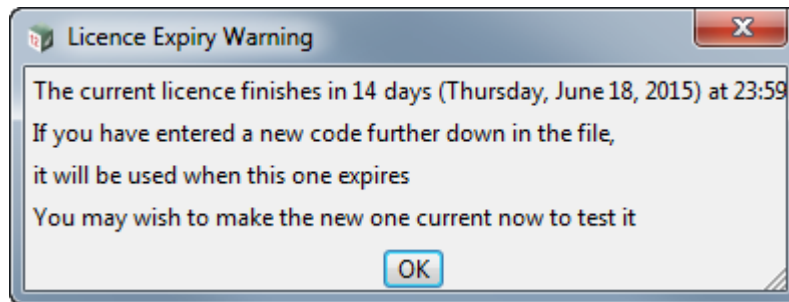 Licence Expiry Warning
The current licence finishes in 14 days (Thursday, June 18, 2015) at 23:59
If you have entered a new code further down in the file,
it will be used when this one expires
You may wish to make the new one current now to test it
OK